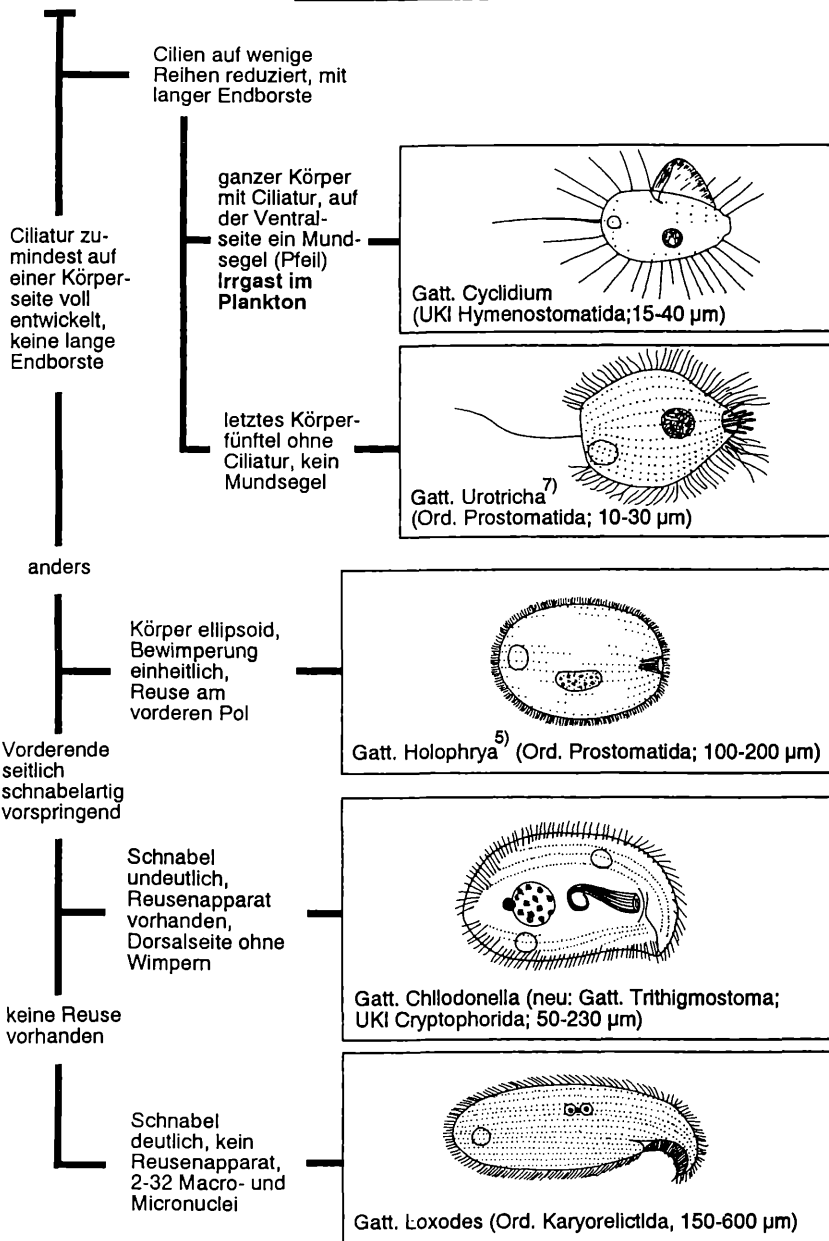 Cilien auf wenige
Reihen reduziert, mit
langer Endborste
ganzer Körper
mit Ciliatur, auf
der Ventral-
seite ein Mund-
segel (Pfeil)
Irrgast im
Plankton
Gatt. Cyclidium
(UKl Hymenostomatida;15-40 µm)
Ciliatur zu-
mindest auf
einer Körper-
seite voll
entwickelt,
keine lange
Endborste
letztes Körper-
fünftel ohne
Ciliatur, kein
Mundsegel
Gatt. Urotricha 7)
(Ord. Prostomatida; 10-30 µm)
anders
Körper ellipsoid,
Bewimperung
einheitlich,
Reuse am
vorderen Pol
Gatt. Holophrya 5) (Ord. Prostomatida; 100-200 µm)
Vorderende
seitlich
schnabelartig
vorspringend
Schnabel
undeutlich,
Reusenapparat
vorhanden,
Dorsalseite ohne
Wimpern
Gatt. Chilodonella (neu: Gatt. Trithigmostoma;
UKl Cryptophorida; 50-230 µm)
keine Reuse
vorhanden
Schnabel
deutlich, kein
Reusenapparat,
2-32 Macro- und
Micronuclei
Gatt. Loxodes (Ord. Karyorelictida, 150-600 µm)